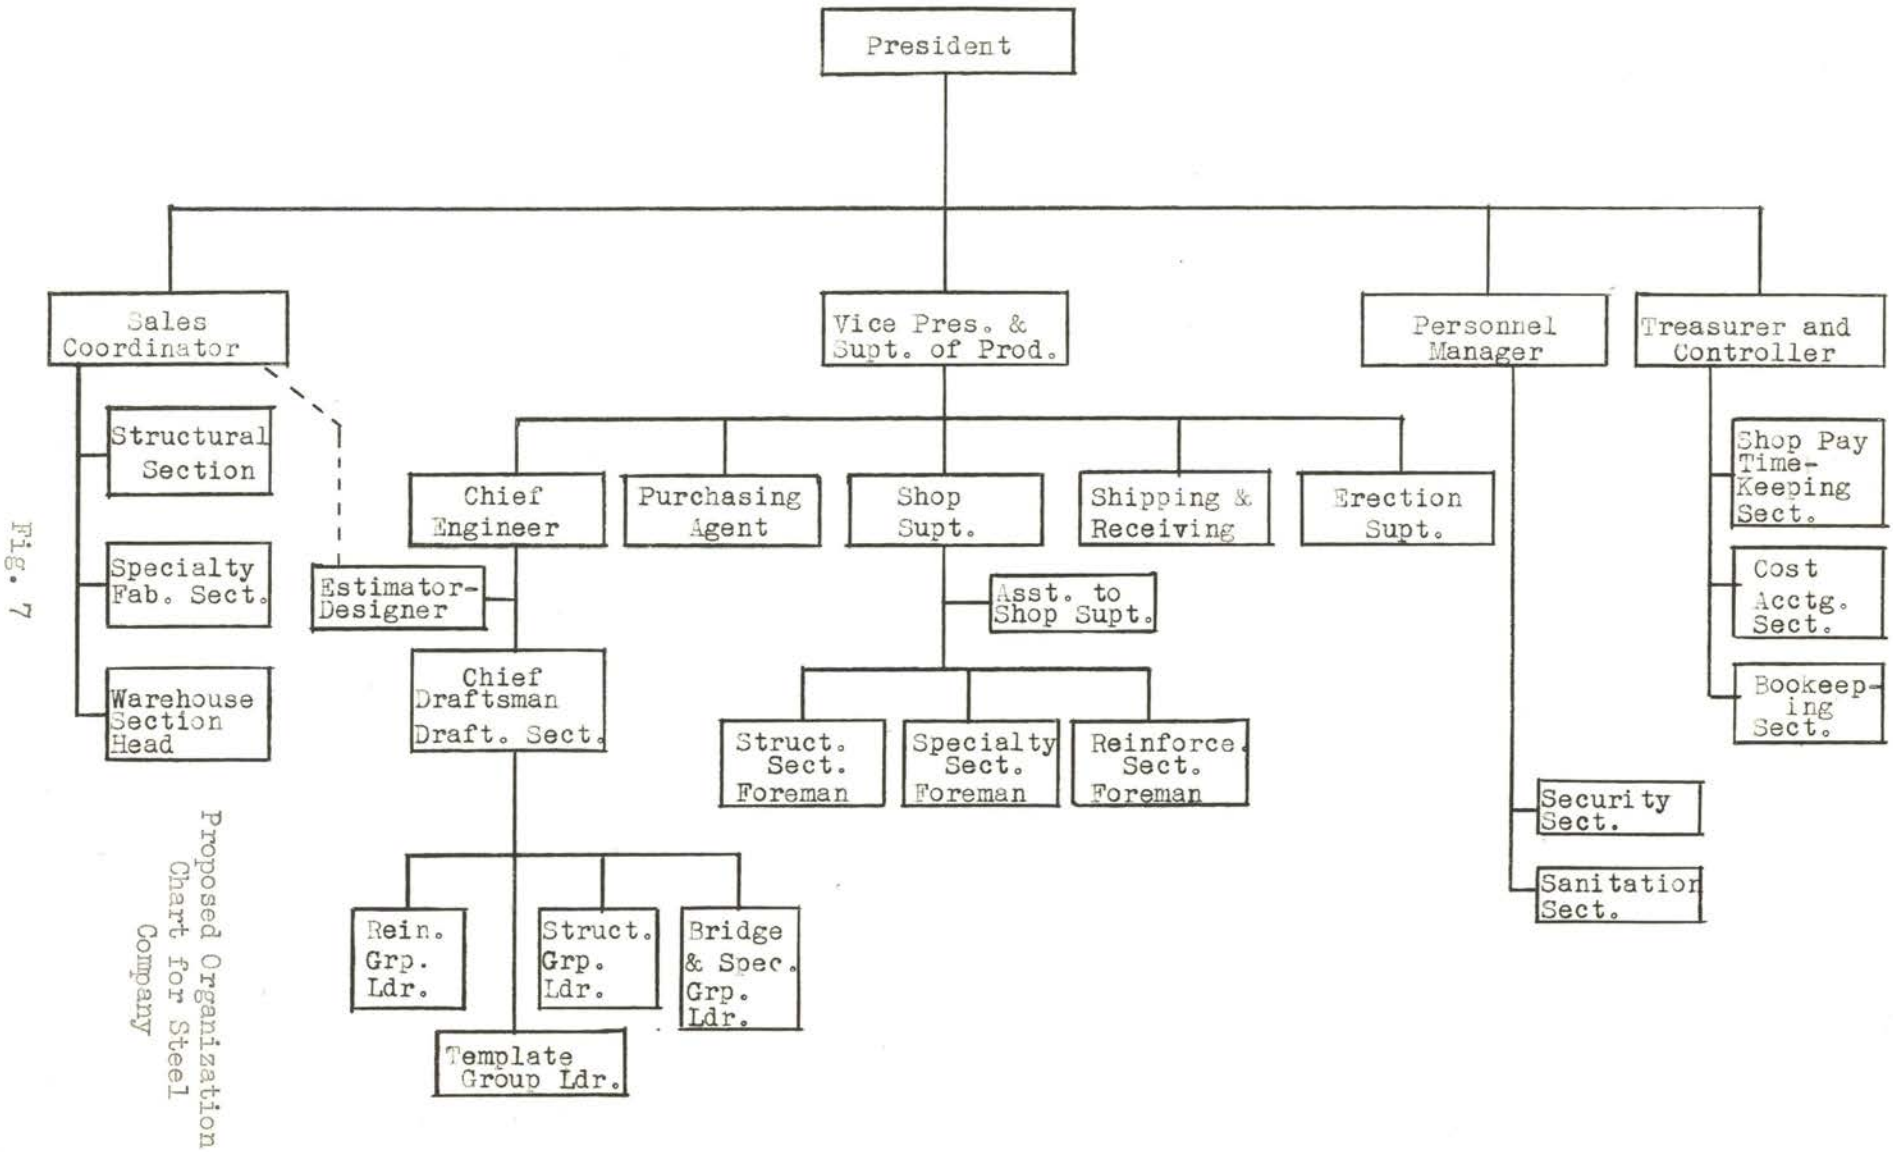 President
Sales
Coordinator
Vice Pres. &
Supt. of Prod.
Personnel
Manager
Treasurer and
Controller
Structural
Section
Specialty
Fab. Sect.
Warehouse
Section
Head
Chief
Engineer
Purchasing
Agent
Shop
Supt.
Shipping &
Receiving
Erection
Supt.
Shop Pay
Time-
Keeping
Sect.
Cost
Acctg.
Sect.
Bookeep-
ing
Sect.
Estimator-
Designer
Asst. to
Shop Supt.
Chief
Draftsman
Draft. Sect.
Struct.
Sect.
Foreman
Specialty
Sect.
Foreman
Reinforce.
Sect.
Foreman
Security
Sect.
Sanitation
Sect.
Rein.
Grp.
Ldr.
Struct.
Grp.
Ldr.
Bridge
& Spec.
Grp.
Ldr.
Template
Group Ldr.
Fig. 7
Proposed Organization
Chart for Steel
Company